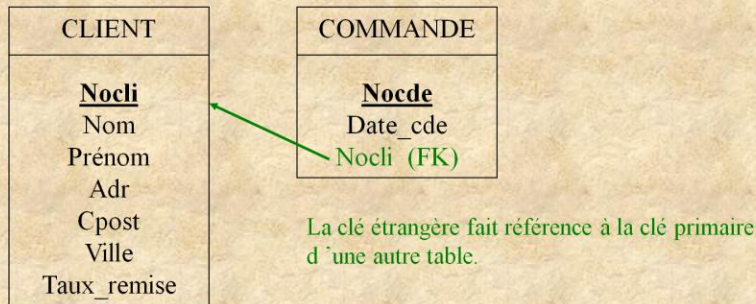 CLIENT
Nocli
Nom
Prénom
Adr
Cpost
Ville
Taux_remise
COMMANDE
Nocde
Date_cde
Nocli (FK)
La clé étrangère fait référence à la clé primaire
d ’une autre table.